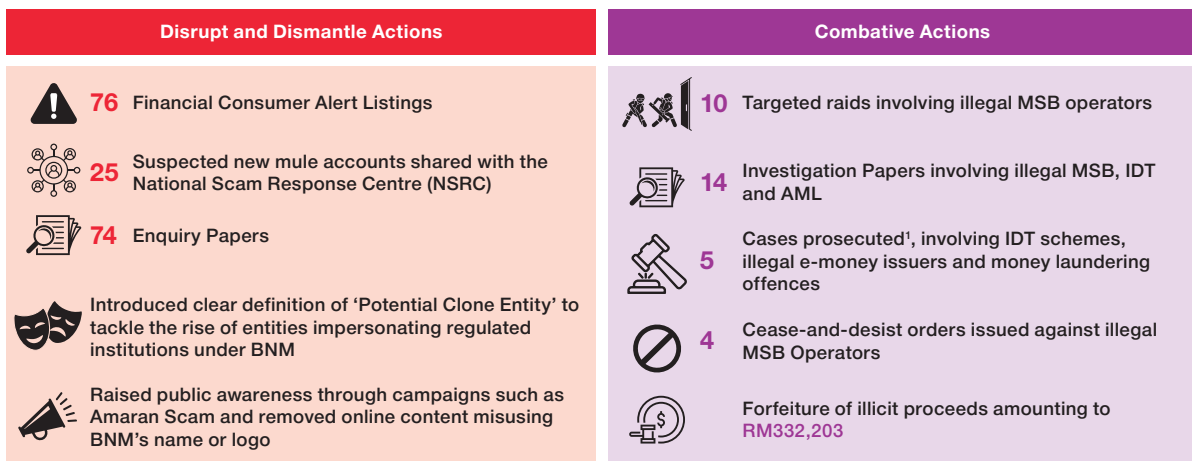 Disrupt and Dismantle Actions
76 Financial Consumer Alert Listings
25 Suspected new mule accounts shared with the
National Scam Response Centre (NSRC)
74 Enquiry Papers
Introduced clear definition of ‘Potential Clone Entity’ to
tackle the rise of entities impersonating regulated
institutions under BNM
Raised public awareness through campaigns such as
Amaran Scam and removed online content misusing
BNM’s name or logo
Combative Actions
10 Targeted raids involving illegal MSB operators
14 Investigation Papers involving illegal MSB, IDT
and AML
5 Cases prosecuted¹, involving IDT schemes,
illegal e-money issuers and money laundering
offences
4 Cease-and-desist orders issued against illegal
MSB Operators
$
Forfeiture of illicit proceeds amounting to
RM332,203